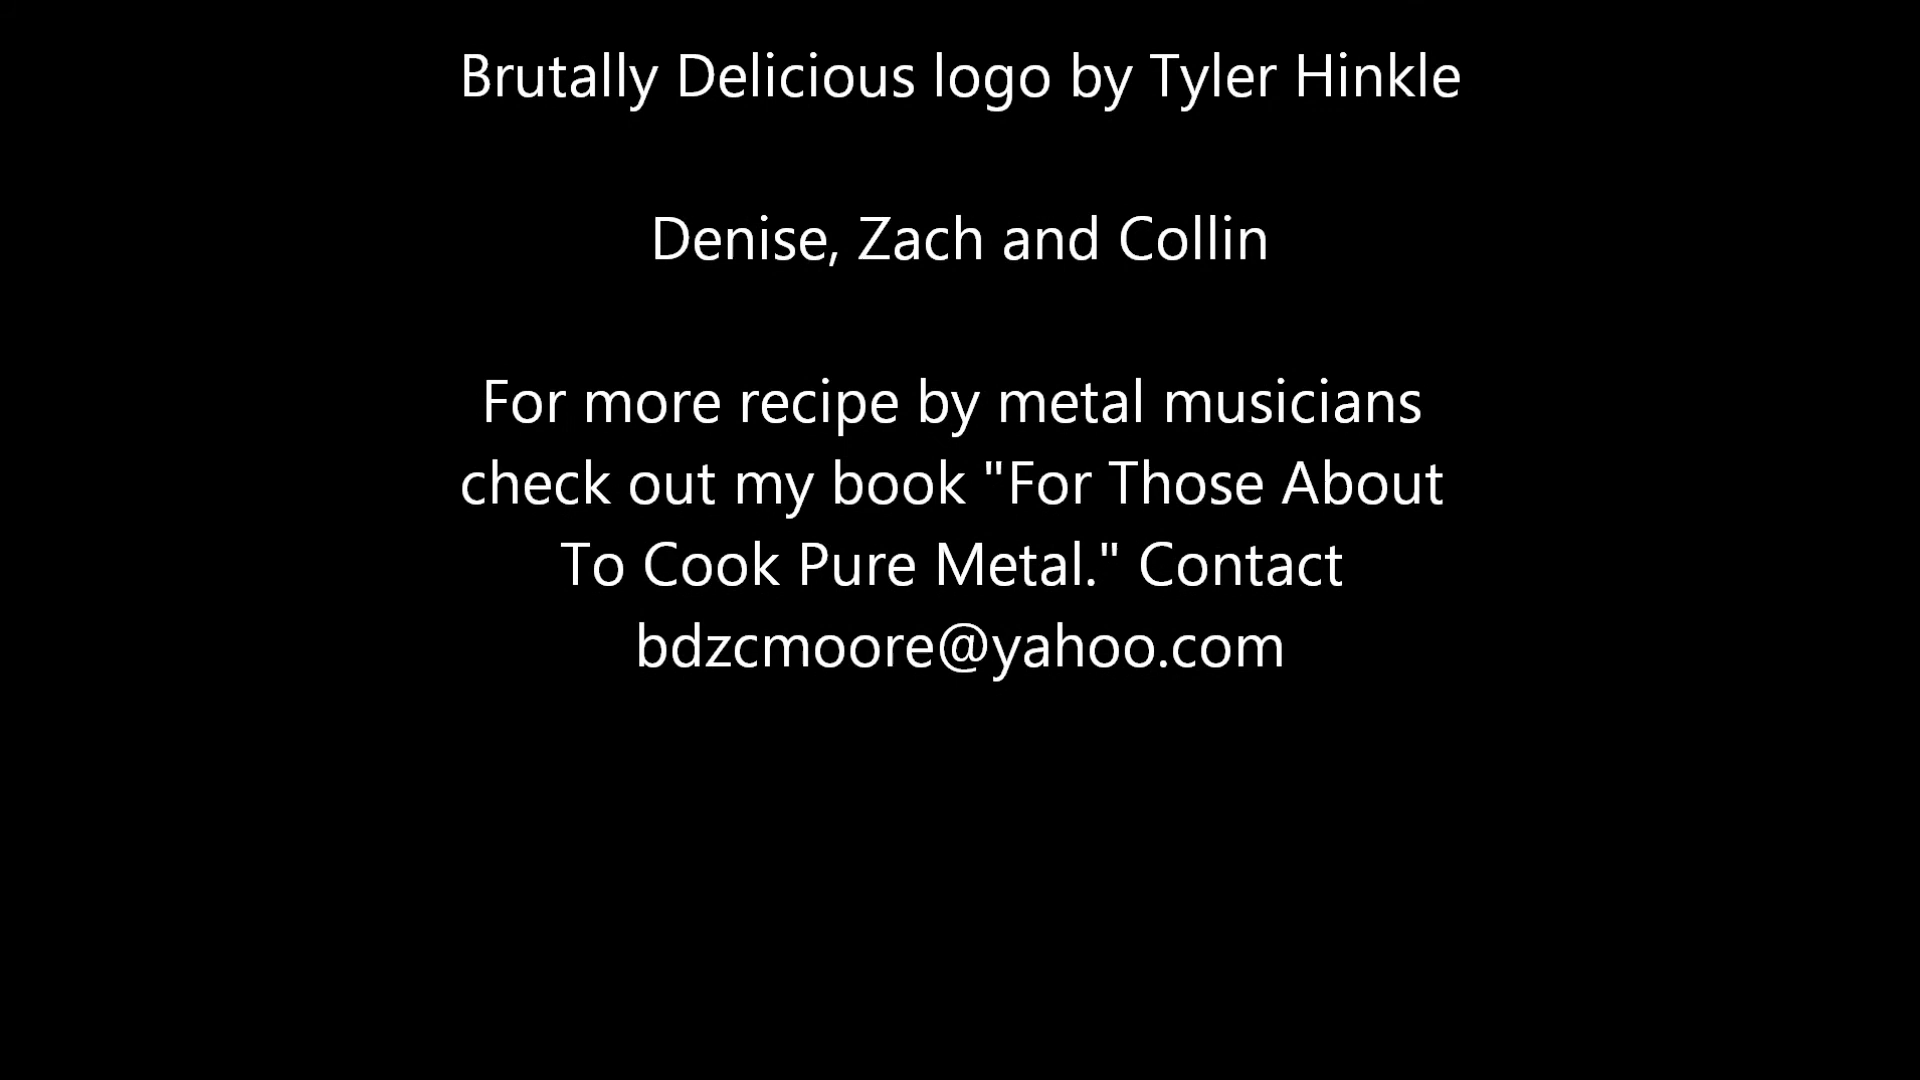 Brutally Delicious logo by Tyler Hinkle
Denise, Zach and Collin
For more recipe by metal musicians
check out my book "For Those About
To Cook Pure Metal." Contact
bdzcmoore@yahoo.com